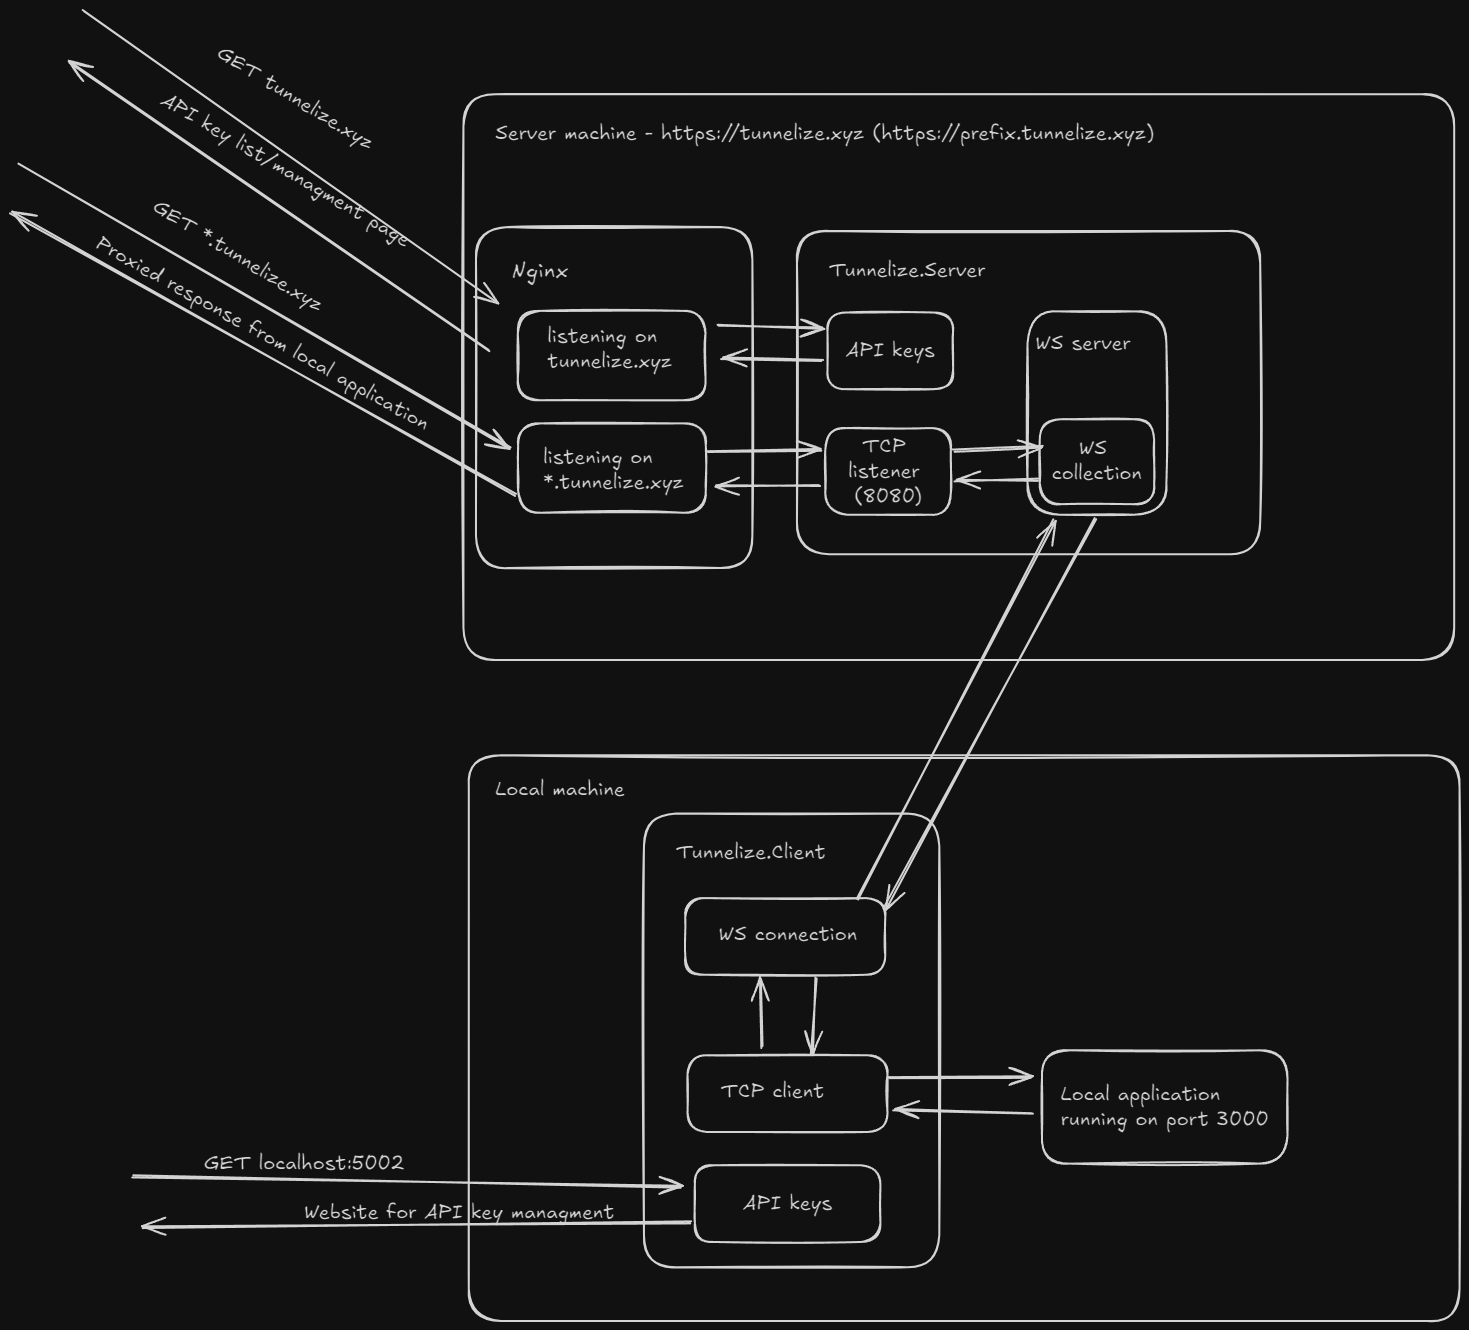 GET tunnelize.xyz
API key list/managment page
GET *.tunnelize.xyz
Proxied response from local application
Server machine - https://tunnelize.xyz (https://prefix.tunnelize.xyz)
Nginx
listening on
tunnelize.xyz
listening on
*.tunnelize.xyz
Tunnelize.Server
API keys
TCP
listener
(8080)
WS server
WS
collection
Local machine
Tunnelize.Client
WS connection
TCP client
Local application
running on port 3000
API keys
GET localhost:5002
Website for API key managment